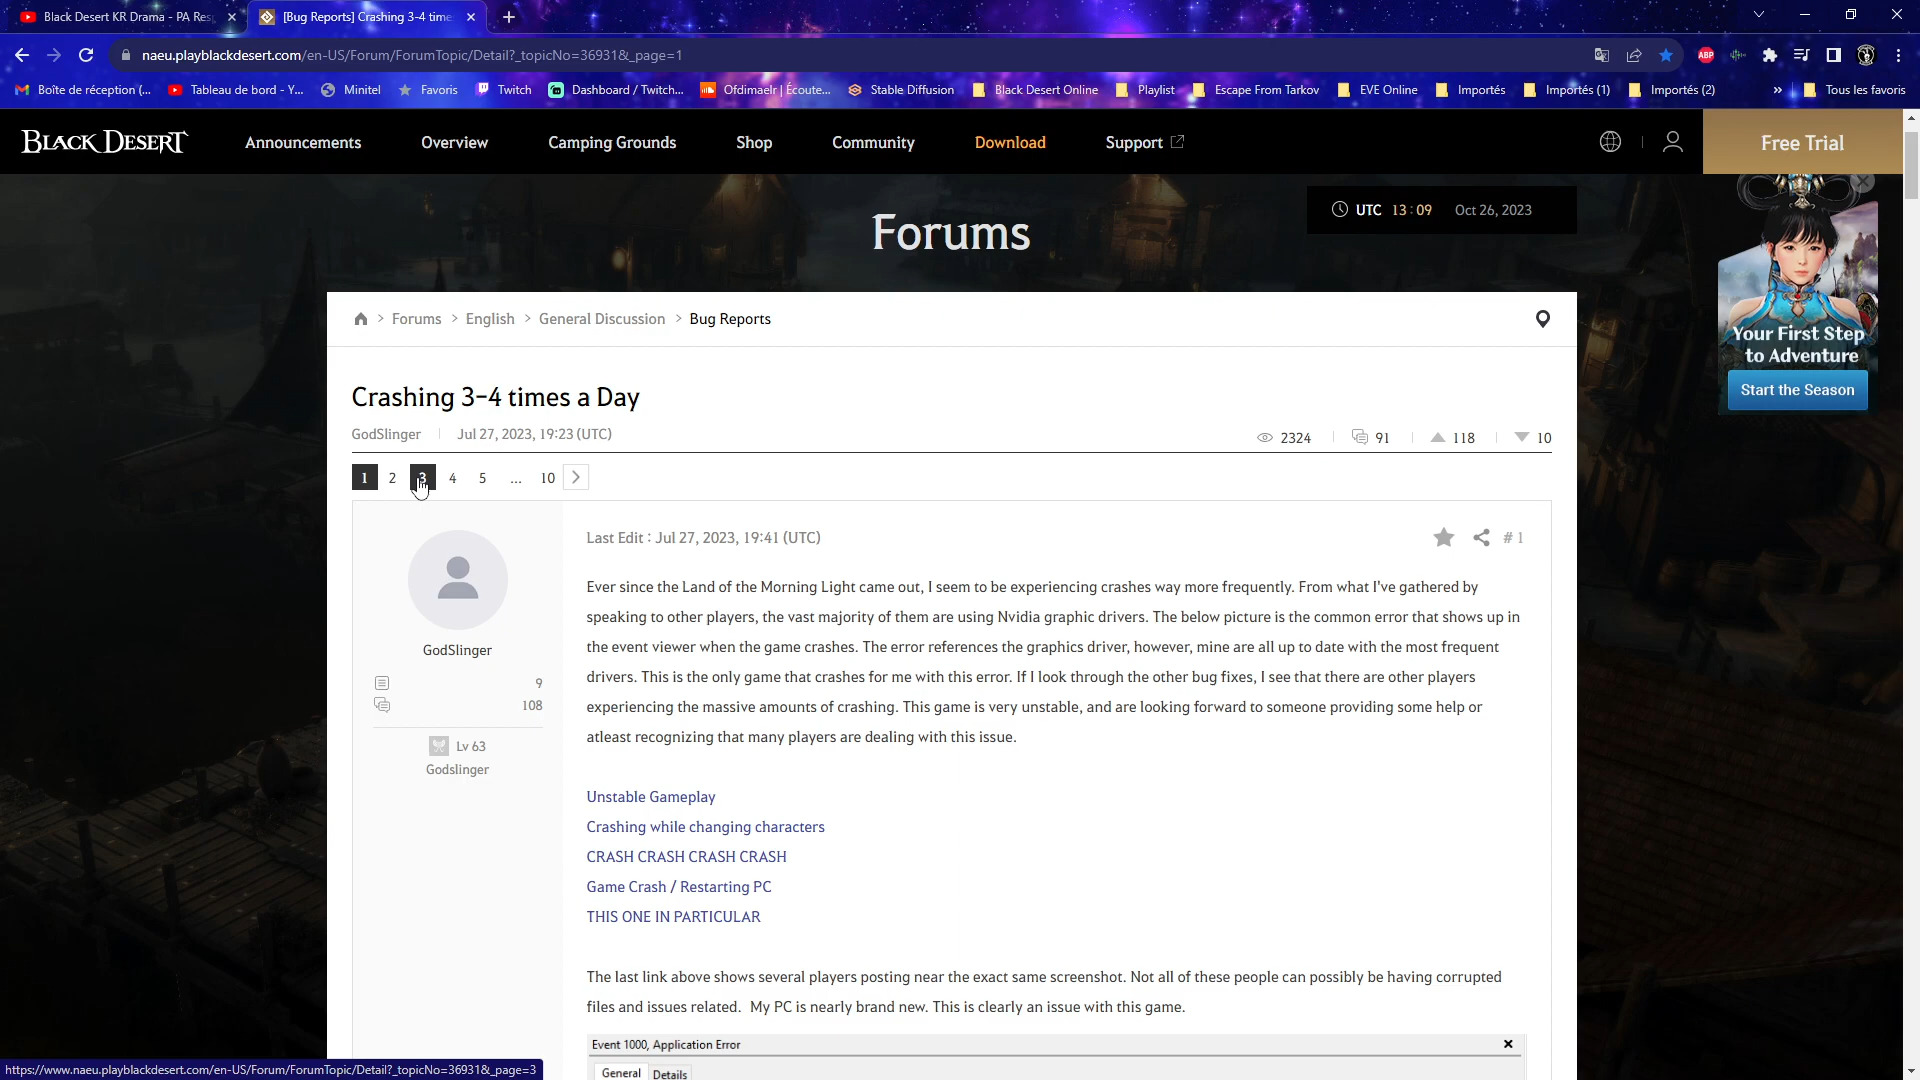 Black Desert KR Drama - PA Res
[Bug Reports] Crashing 3-4 time
naeu.playblackdesert.com/en-US/Forum/ForumTopic/Detail?_topicNo=36931&_page=1
ABP
Boîte de réception (...
Tableau de bord - Y...
Minitel
Favoris
Twitch
Dashboard / Twitch...
Ofdimaelr | Écoute...
Stable Diffusion
Black Desert Online
Playlist
Escape From Tarkov
EVE Online
Importés
Importés (1)
Importés (2)
»
Tous les favoris
BLACK DESERT
Announcements
Overview
Camping Grounds
Shop
Community
Download
Support
Free Trial
Forums
UTC 13:09 Oct 26, 2023
Your First Step
to Adventure
Start the Season
> Forums > English > General Discussion > Bug Reports
Crashing 3-4 times a Day
GodSlinger Jul 27, 2023, 19:23 (UTC)
2324 91 118 10
1 2 3 4 5 ... 10 >
Last Edit : Jul 27, 2023, 19:41 (UTC)
# 1
GodSlinger
9
108
Lv 63
Godslinger
Ever since the Land of the Morning Light came out, I seem to be experiencing crashes way more frequently. From what I've gathered by
speaking to other players, the vast majority of them are using Nvidia graphic drivers. The below picture is the common error that shows up in
the event viewer when the game crashes. The error references the graphics driver, however, mine are all up to date with the most frequent
drivers. This is the only game that crashes for me with this error. If I look through the other bug fixes, I see that there are other players
experiencing the massive amounts of crashing. This game is very unstable, and are looking forward to someone providing some help or
atleast recognizing that many players are dealing with this issue.
Unstable Gameplay
Crashing while changing characters
CRASH CRASH CRASH CRASH
Game Crash / Restarting PC
THIS ONE IN PARTICULAR
The last link above shows several players posting near the exact same screenshot. Not all of these people can possibly be having corrupted
files and issues related. My PC is nearly brand new. This is clearly an issue with this game.
Event 1000, Application Error
General Details
https://www.naeu.playblackdesert.com/en-US/Forum/ForumTopic/Detail?_topicNo=36931&_page=3